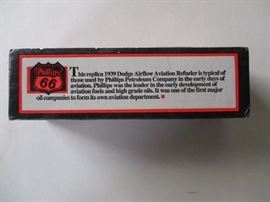 Phillips
66
This replica 1939 Dodge Airflow Aviation Refueler is typical of
those used by Phillips Petroleum Company in the early days of
aviation. Phillips was the leader in the early development of
aviation fuels and high grade oils. It was one of the first major
oil companies to form its own aviation department.